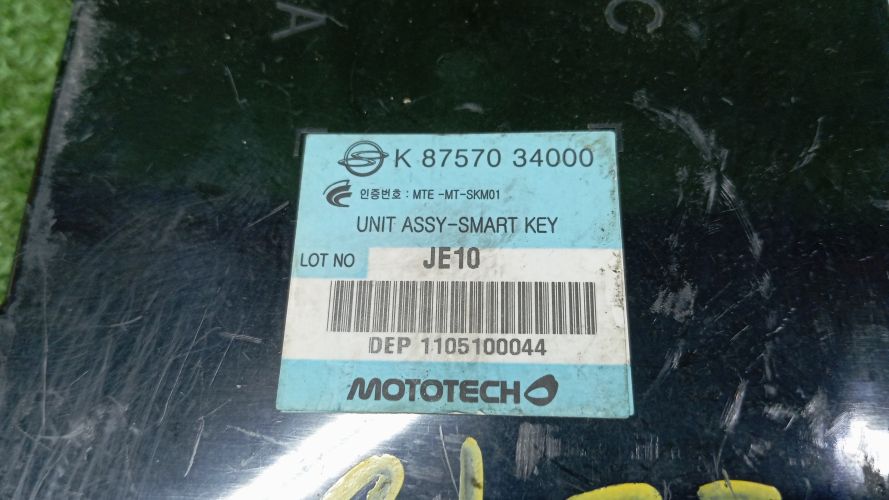 A
C
K 87570 34000
인증번호 : MTE -MT-SKM01
UNIT ASSY-SMART KEY
LOT NO JE10
DEP 1105100044
MOTOTECH